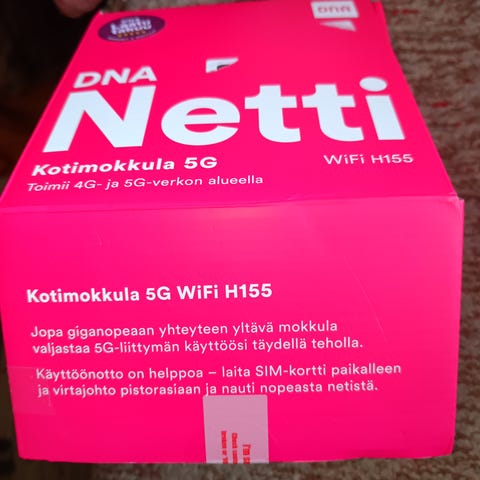 Laatu
takuu
DNA
DNA
Netti
Kotimokkula 5G
WiFi H155
Toimii 4G- ja 5G-verkon alueella
Kotimokkula 5G WiFi H155
Jopa giganopeaan yhteyteen yltävä mokkula
valjastaa 5G-liittymän käyttöösi täydellä teholla.
Käyttöönotto on helppoa – laita SIM-kortti paikalleen
ja virtajohto pistorasiaan ja nauti nopeasta netistä.
I'm